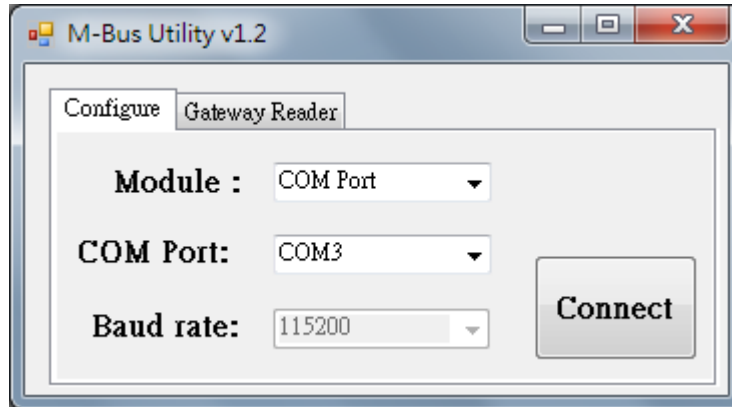 M-Bus Utility v1.2
Configure Gateway Reader
Module : COM Port
COM Port: COM3
Baud rate: 115200
Connect